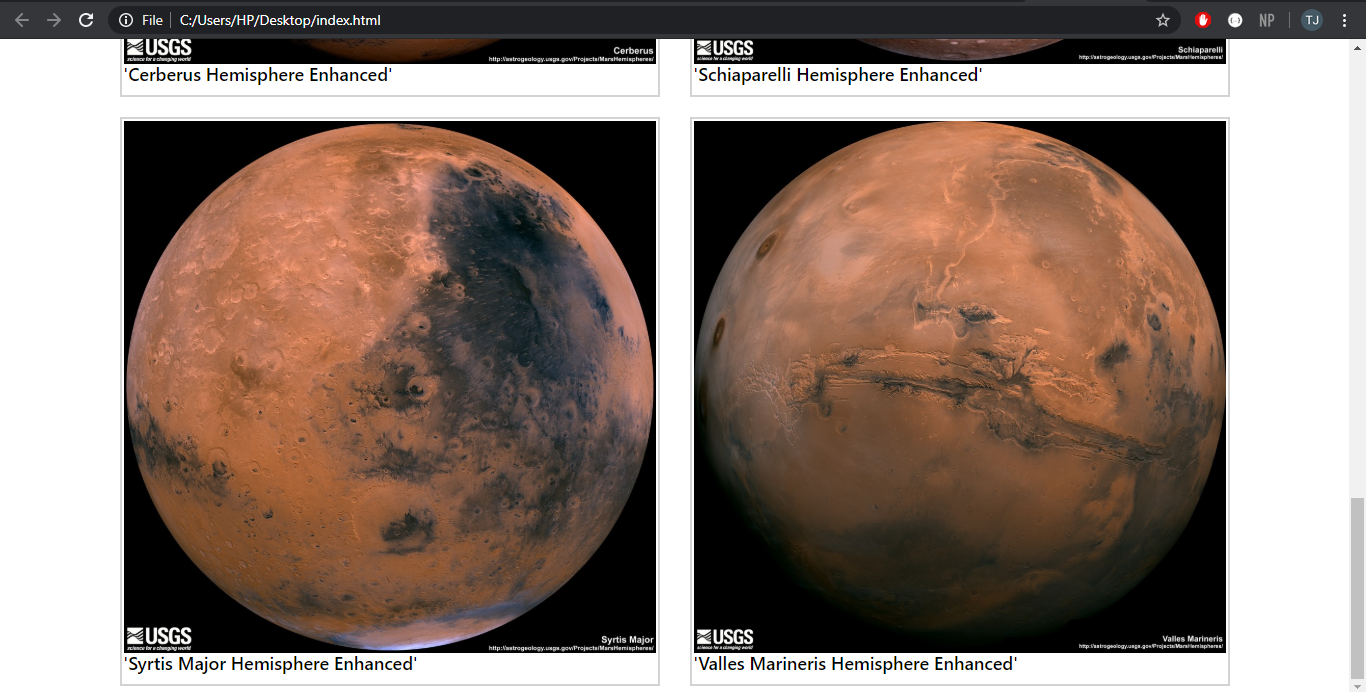 File C:/Users/HP/Desktop/index.html NP TJ
USGS Cerberus
science for a changing world http://astrogeology.usgs.gov/Projects/MarsHemispheres/
'Cerberus Hemisphere Enhanced'
USGS Schiaparelli
science for a changing world http://astrogeology.usgs.gov/Projects/MarsHemispheres/
'Schiaparelli Hemisphere Enhanced'
USGS Syrtis Major
science for a changing world http://astrogeology.usgs.gov/Projects/MarsHemispheres/
'Syrtis Major Hemisphere Enhanced'
USGS Valles Marineris
science for a changing world http://astrogeology.usgs.gov/Projects/MarsHemispheres/
'Valles Marineris Hemisphere Enhanced'